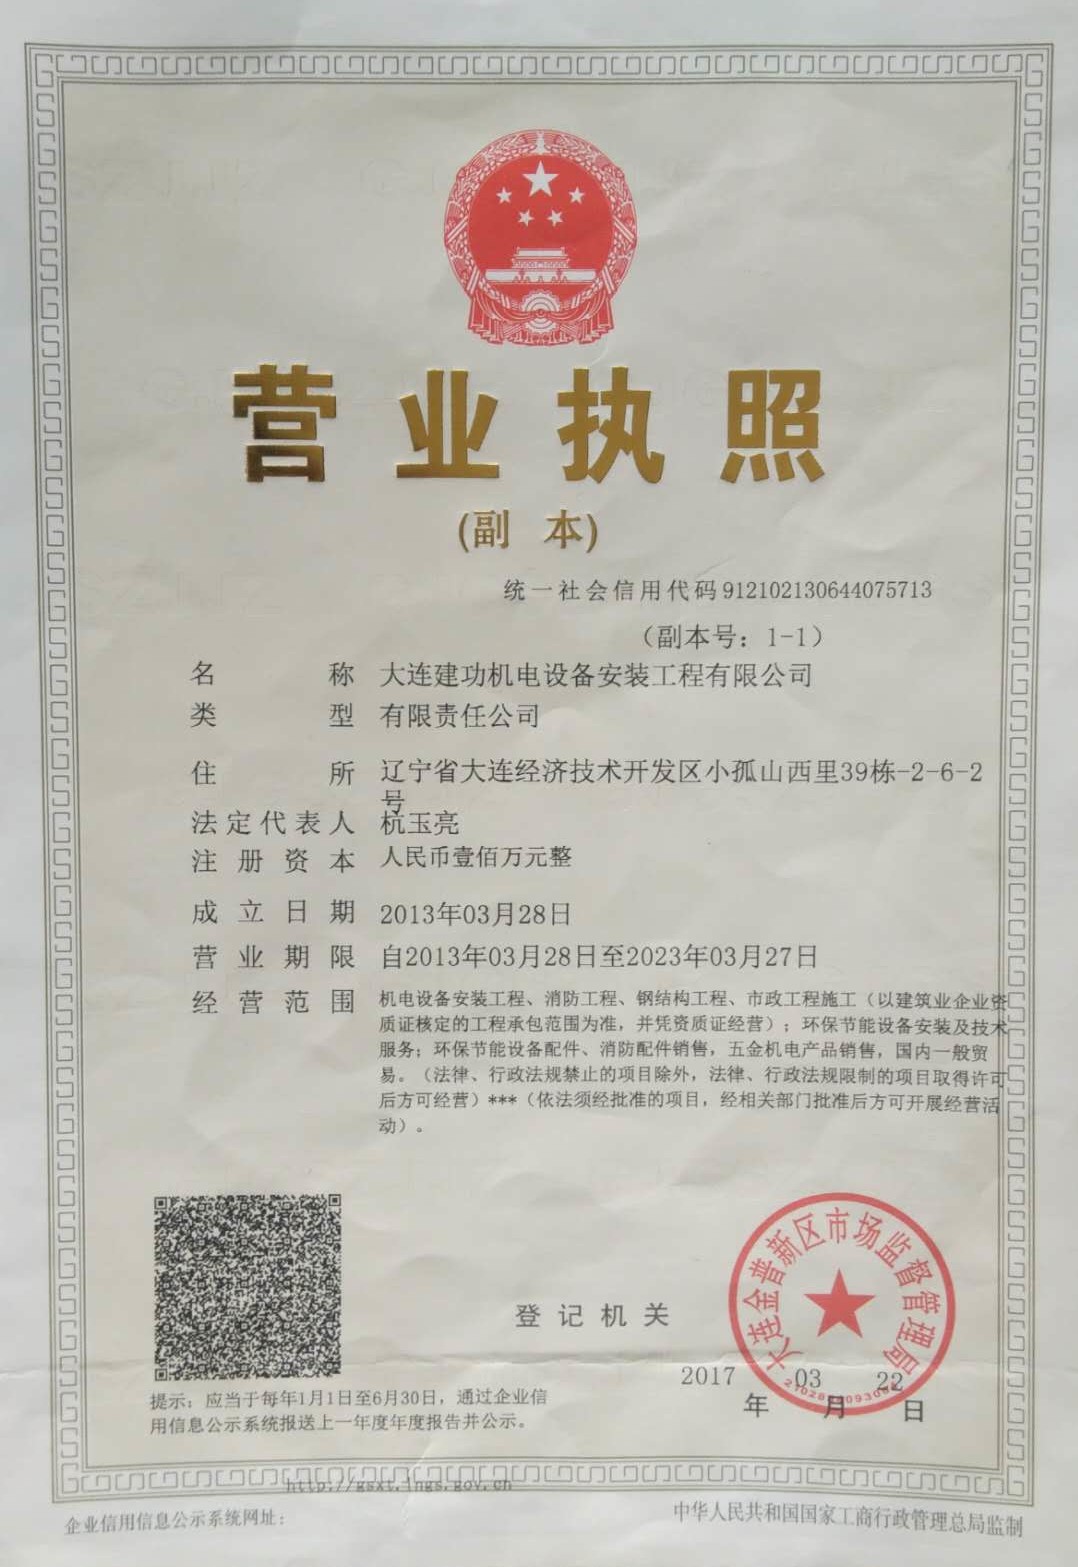 营业执照
(副 本)
统一社会信用代码 912102130644075713
（副本号：1-1）
名称 大连建功机电设备安装工程有限公司
类型 有限责任公司
住所 辽宁省大连经济技术开发区小孤山西里39栋-2-6-2
号
法定代表人 杭玉亮
注册资本 人民币壹佰万元整
成立日期 2013年03月28日
营业期限 自2013年03月28日至2023年03月27日
经营范围 机电设备安装工程、消防工程、钢结构工程、市政工程施工（以建筑业企业资
质证核定的工程承包范围为准，并凭资质证经营）；环保节能设备安装及技术
服务；环保节能设备配件、消防配件销售，五金机电产品销售，国内一般贸
易。（法律、行政法规禁止的项目除外，法律、行政法规限制的项目取得许可
后方可经营）***（依法须经批准的项目，经相关部门批准后方可开展经营活
动）。
大连金普新区市场监督管理局
登记机关
2017年03月22日
提示：应当于每年1月1日至6月30日，通过企业信
用信息公示系统报送上一年度年度报告并公示。
http://gsxt.lngs.gov.cn
企业信用信息公示系统网址：
中华人民共和国国家工商行政管理总局监制